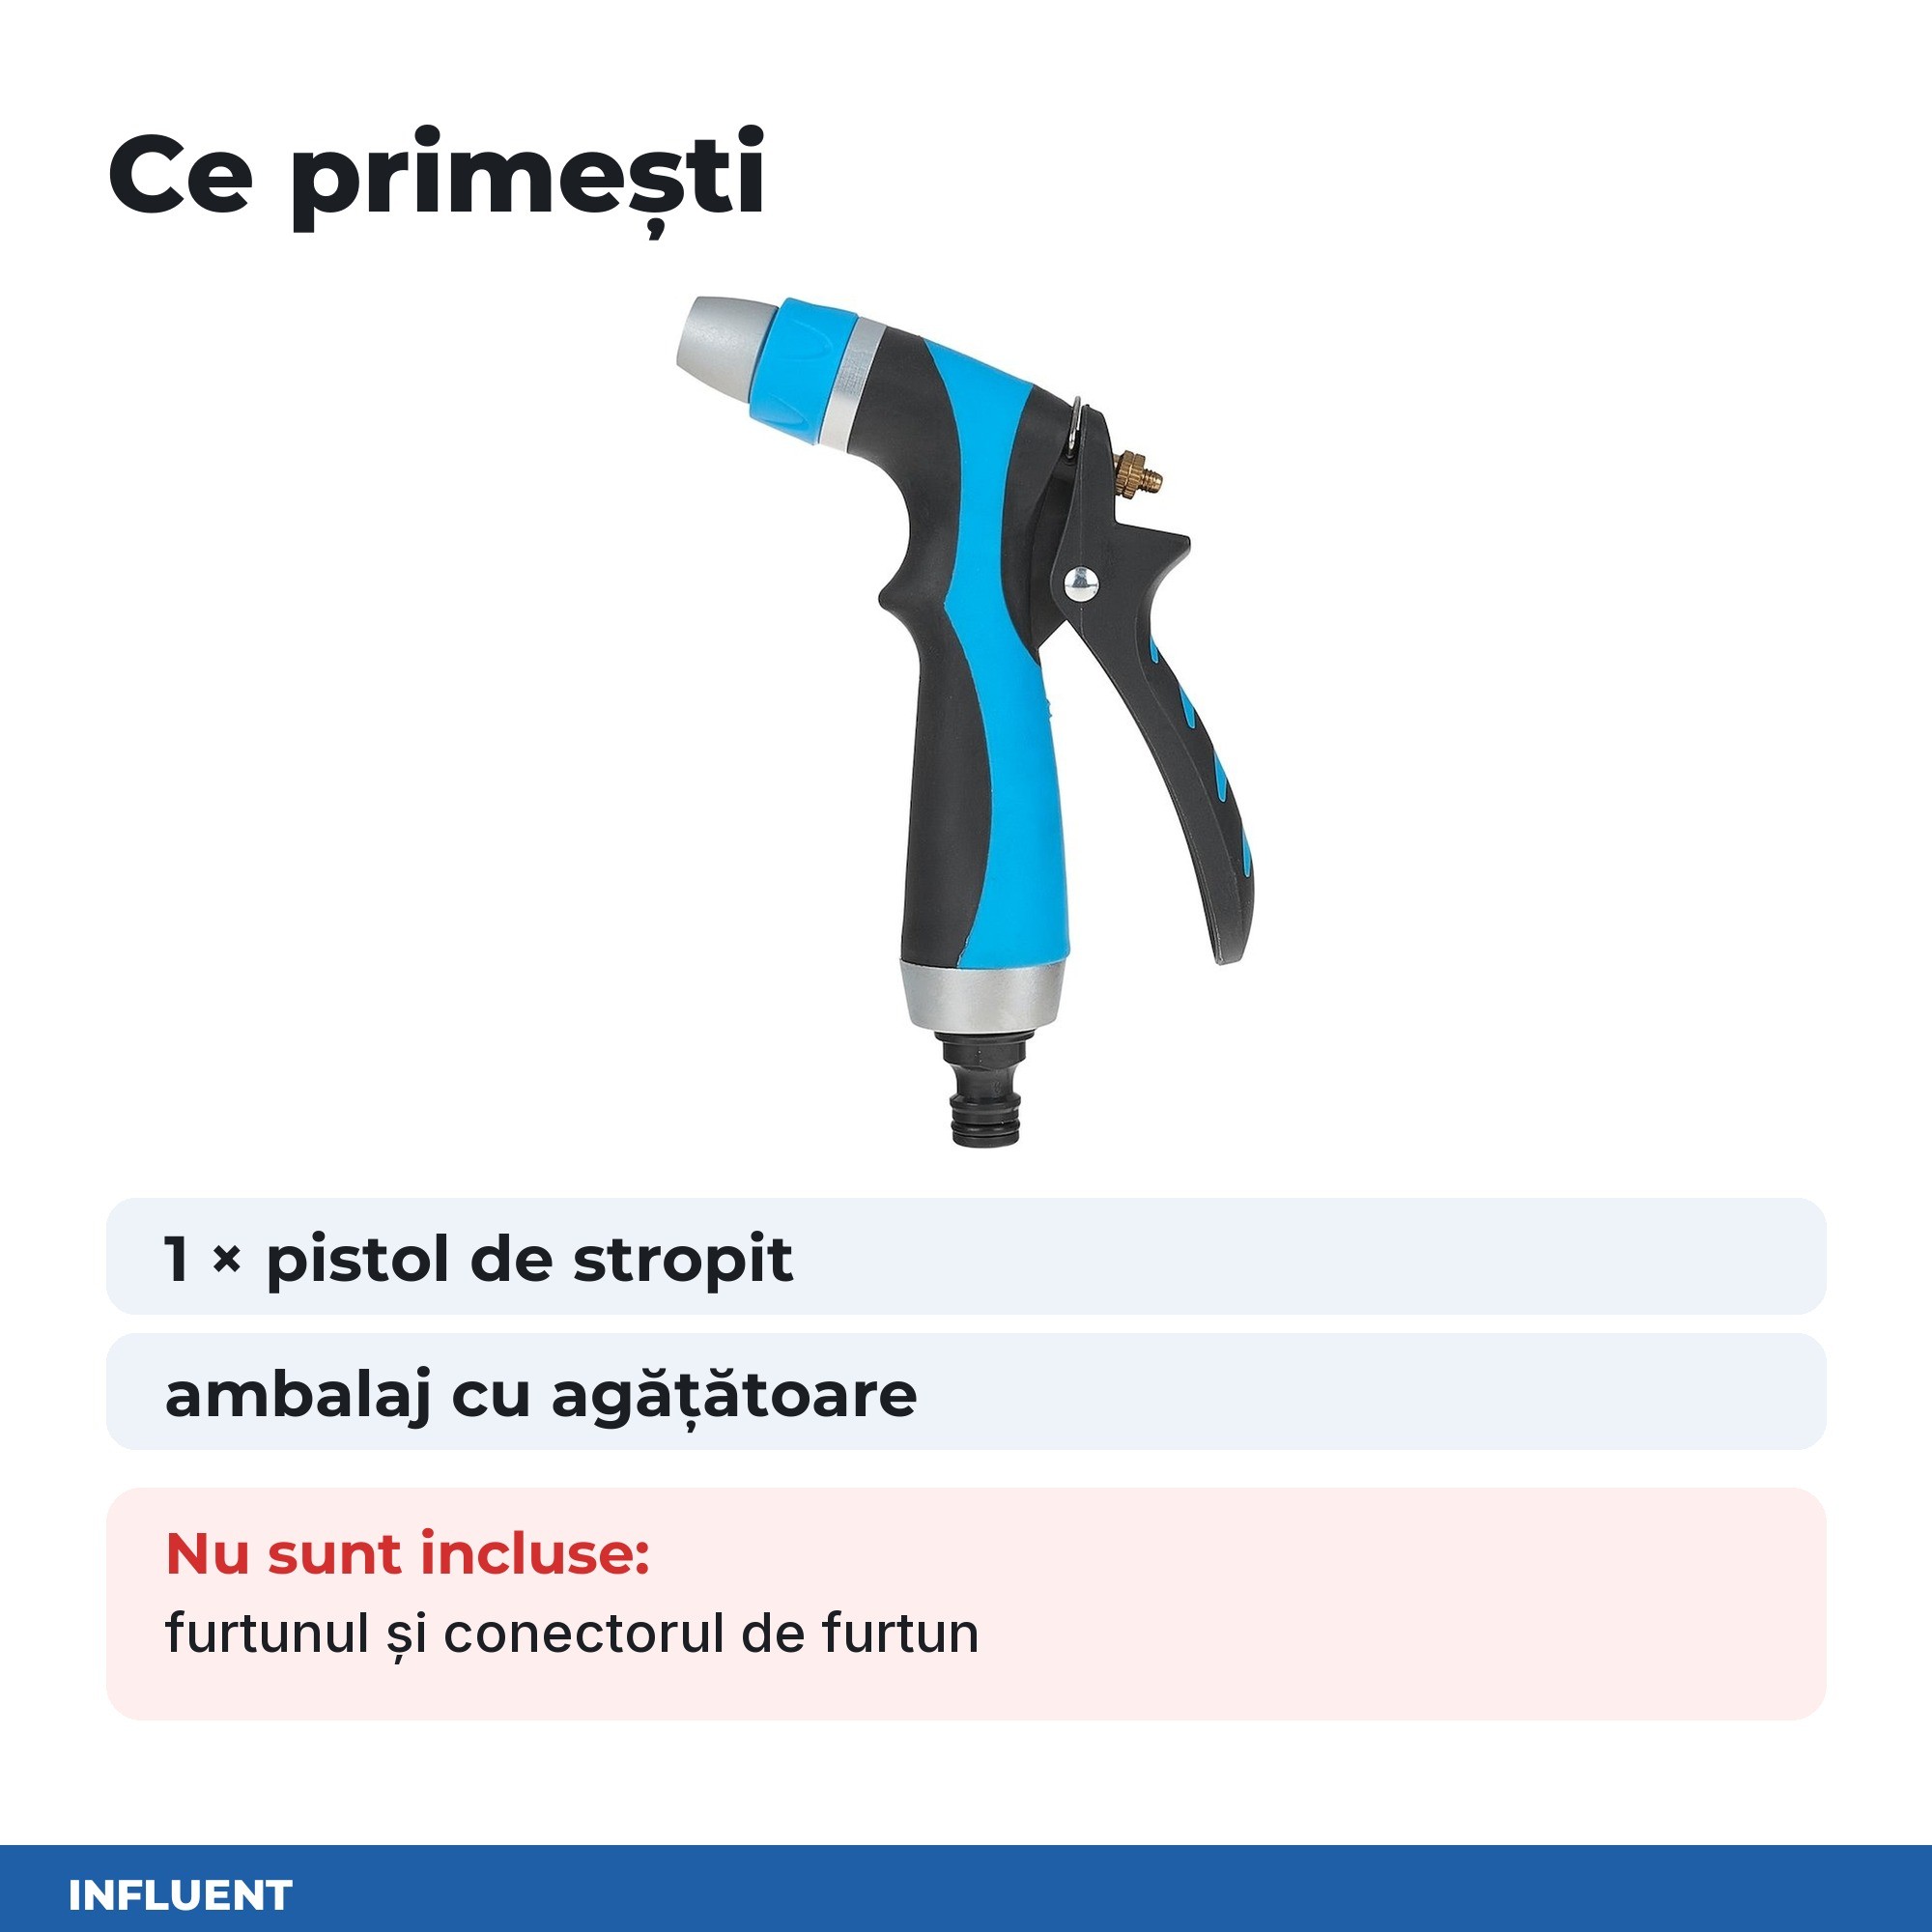 Ce primești
1 × pistol de stropit
ambalaj cu agățătoare
Nu sunt incluse:
furtunul și conectorul de furtun
INFLUENT